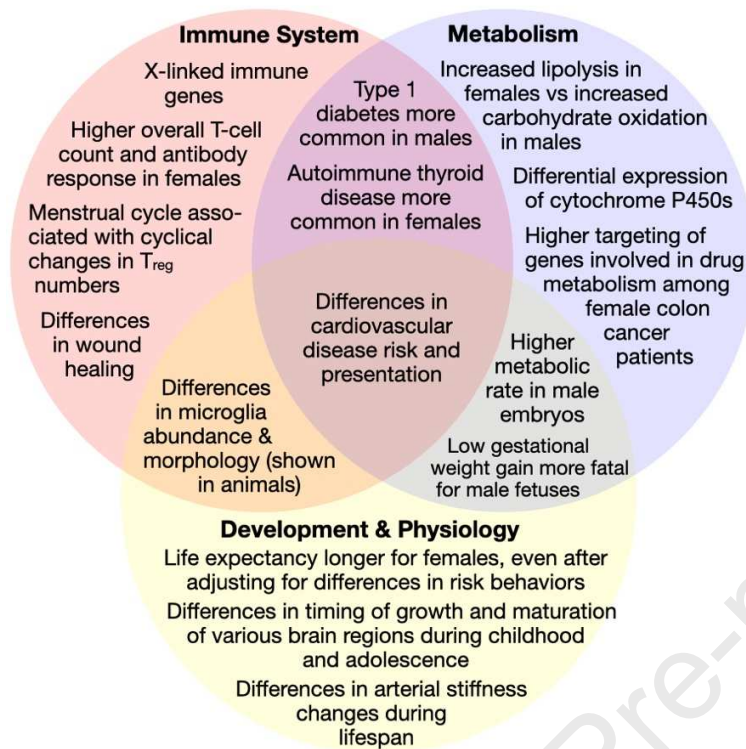 Immune System
X-linked immune
genes
Higher overall T-cell
count and antibody
response in females
Menstrual cycle asso-
ciated with cyclical
changes in Treg
numbers
Differences
in wound
healing
Type 1
diabetes more
common in males
Autoimmune thyroid
disease more
common in females
Metabolism
Increased lipolysis in
females vs increased
carbohydrate oxidation
in males
Differential expression
of cytochrome P450s
Higher targeting of
genes involved in drug
metabolism among
female colon
cancer
patients
Differences in
cardiovascular
disease risk and
presentation
Differences
in microglia
abundance &
morphology (shown
in animals)
Higher
metabolic
rate in male
embryos
Low gestational
weight gain more fatal
for male fetuses
Development & Physiology
Life expectancy longer for females, even after
adjusting for differences in risk behaviors
Differences in timing of growth and maturation
of various brain regions during childhood
and adolescence
Differences in arterial stiffness
changes during
lifespan
Pre-